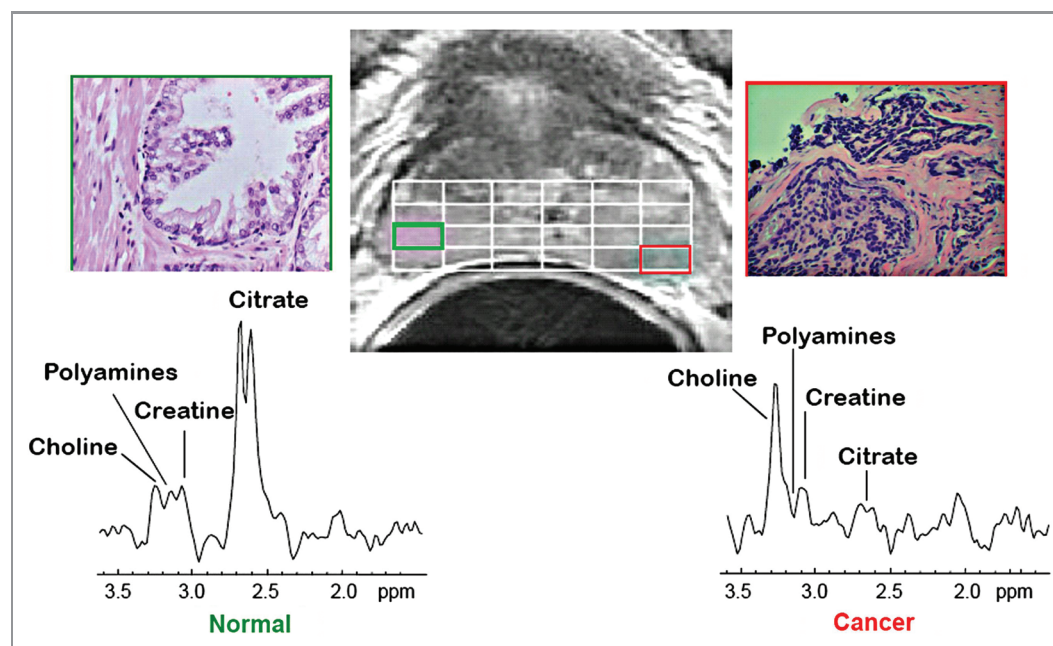 Citrate
Polyamines
Creatine
Choline
3.5 3.0 2.5 2.0 ppm
Normal
Polyamines
Choline
Creatine
Citrate
3.5 3.0 2.5 2.0 ppm
Cancer